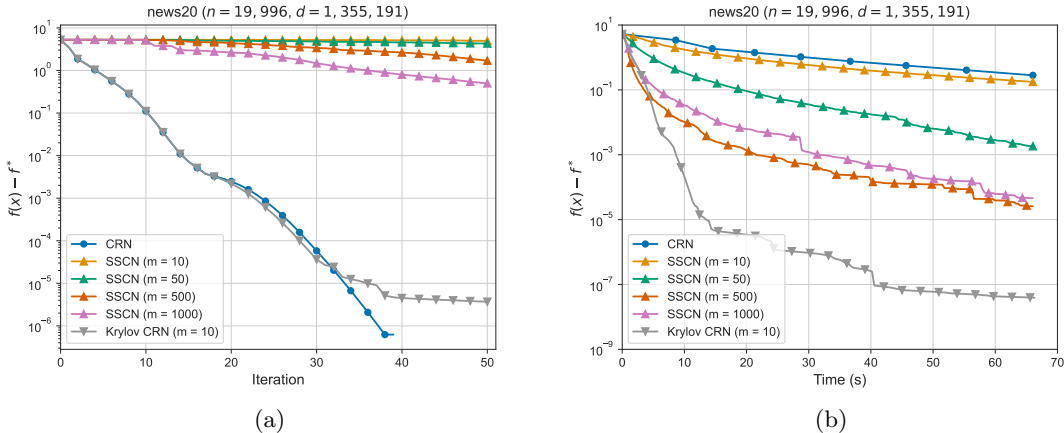 news20 (n = 19, 996, d = 1, 355, 191)
10^1
10^0
10^-1
10^-2
10^-3
10^-4
10^-5
10^-6
f(x) − f*
CRN
SSCN (m = 10)
SSCN (m = 50)
SSCN (m = 500)
SSCN (m = 1000)
Krylov CRN (m = 10)
0 10 20 30 40 50
Iteration
(a)
news20 (n = 19, 996, d = 1, 355, 191)
10^1
10^-1
10^-3
10^-5
10^-7
10^-9
f(x) − f*
CRN
SSCN (m = 10)
SSCN (m = 50)
SSCN (m = 500)
SSCN (m = 1000)
Krylov CRN (m = 10)
0 10 20 30 40 50 60 70
Time (s)
(b)